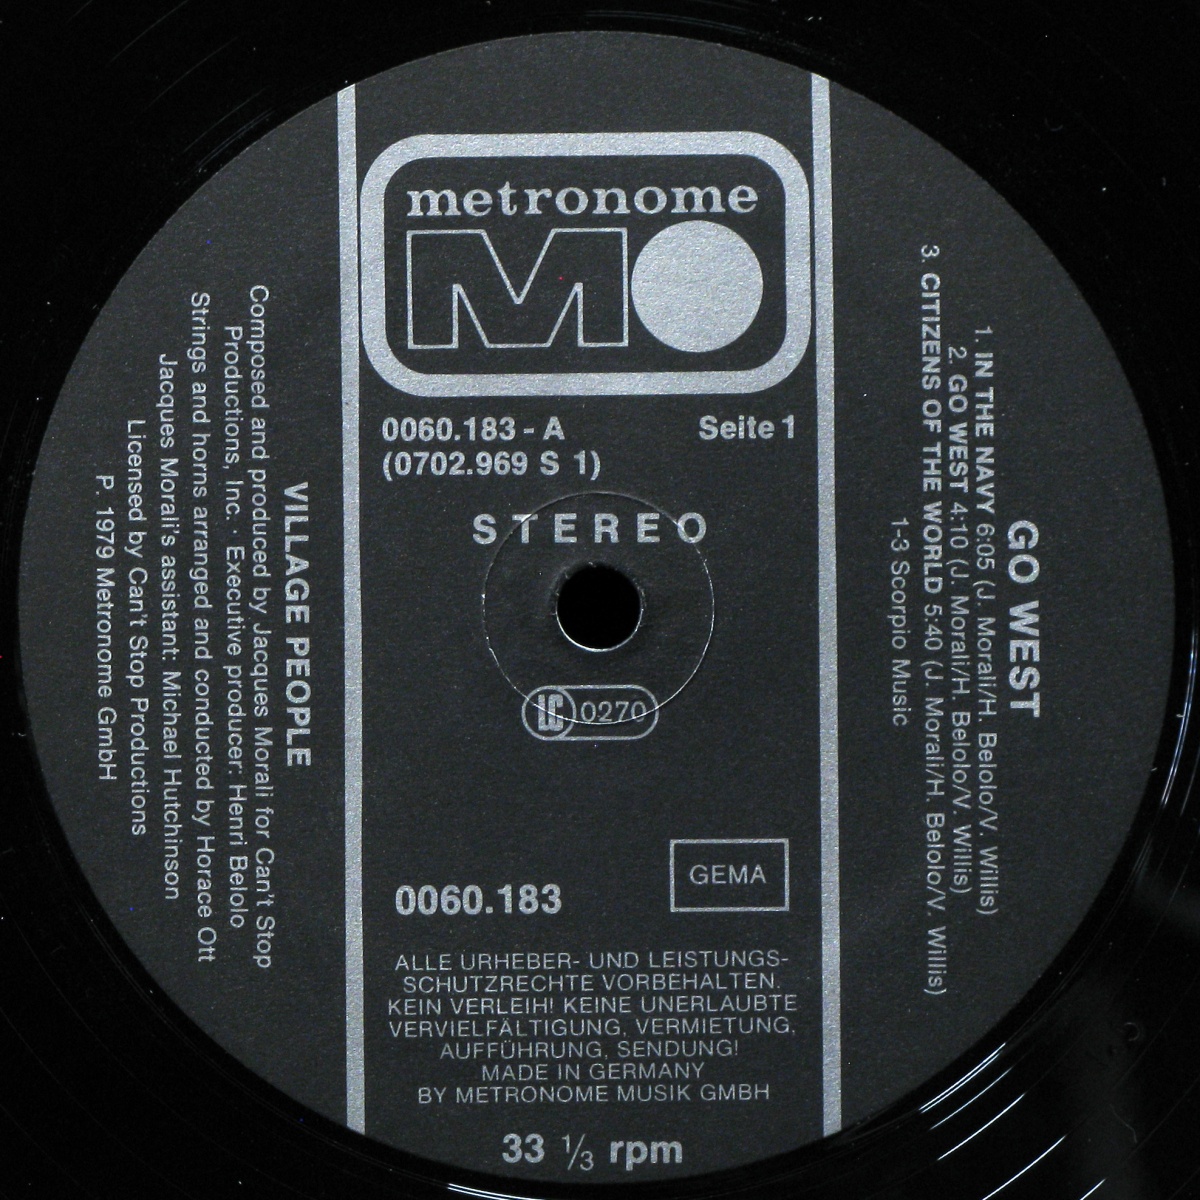 metronome
MO
0060.183 - A Seite 1
(0702.969 S 1)
STEREO
LC 0270
GEMA
0060.183
ALLE URHEBER- UND LEISTUNGS-
SCHUTZRECHTE VORBEHALTEN.
KEIN VERLEIH! KEINE UNERLAUBTE
VERVIELFÄLTIGUNG, VERMIETUNG,
AUFFÜHRUNG, SENDUNG!
MADE IN GERMANY
BY METRONOME MUSIK GMBH
33 1/3 rpm
GO WEST
1. IN THE NAVY 6:05 (J. Morali/H. Belolo/V. Willis)
2. GO WEST 4:10 (J. Morali/H. Belolo/V. Willis)
3. CITIZENS OF THE WORLD 5:40 (J. Morali/H. Belolo/V. Willis)
1-3 Scorpio Music
VILLAGE PEOPLE
Composed and produced by Jacques Morali for Can't Stop
Productions, Inc. · Executive producer: Henri Belolo
Strings and horns arranged and conducted by Horace Ott
Jacques Morali's assistant: Michael Hutchinson
Licensed by Can't Stop Productions
P. 1979 Metronome GmbH